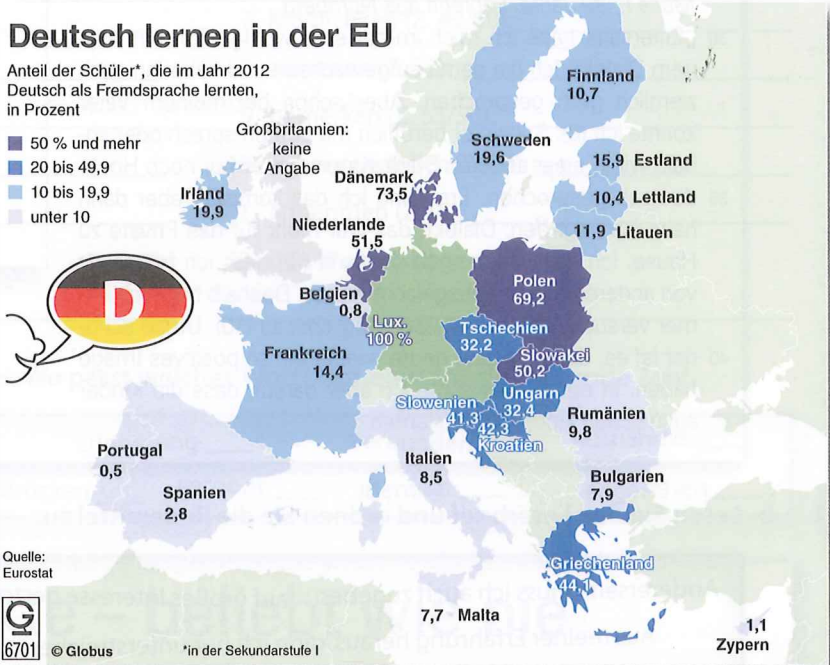 Deutsch lernen in der EU
Anteil der Schüler*, die im Jahr 2012
Deutsch als Fremdsprache lernten,
in Prozent
50 % und mehr
20 bis 49,9
10 bis 19,9
unter 10
Großbritannien:
keine
Angabe
Irland
19,9
Dänemark
73,5
Niederlande
51,5
Belgien
0,8
Lux.
100 %
Frankreich
14,4
Portugal
0,5
Spanien
2,8
Finnland
10,7
Schweden
19,6
15,9 Estland
10,4 Lettland
11,9 Litauen
Polen
69,2
Tschechien
32,2
Slowakei
50,2
Ungarn
32,4
Slowenien
41,3
42,3
Kroatien
Rumänien
9,8
Italien
8,5
Bulgarien
7,9
Griechenland
44,1
7,7 Malta
1,1
Zypern
D
Quelle:
Eurostat
G
6701
© Globus
*in der Sekundarstufe I